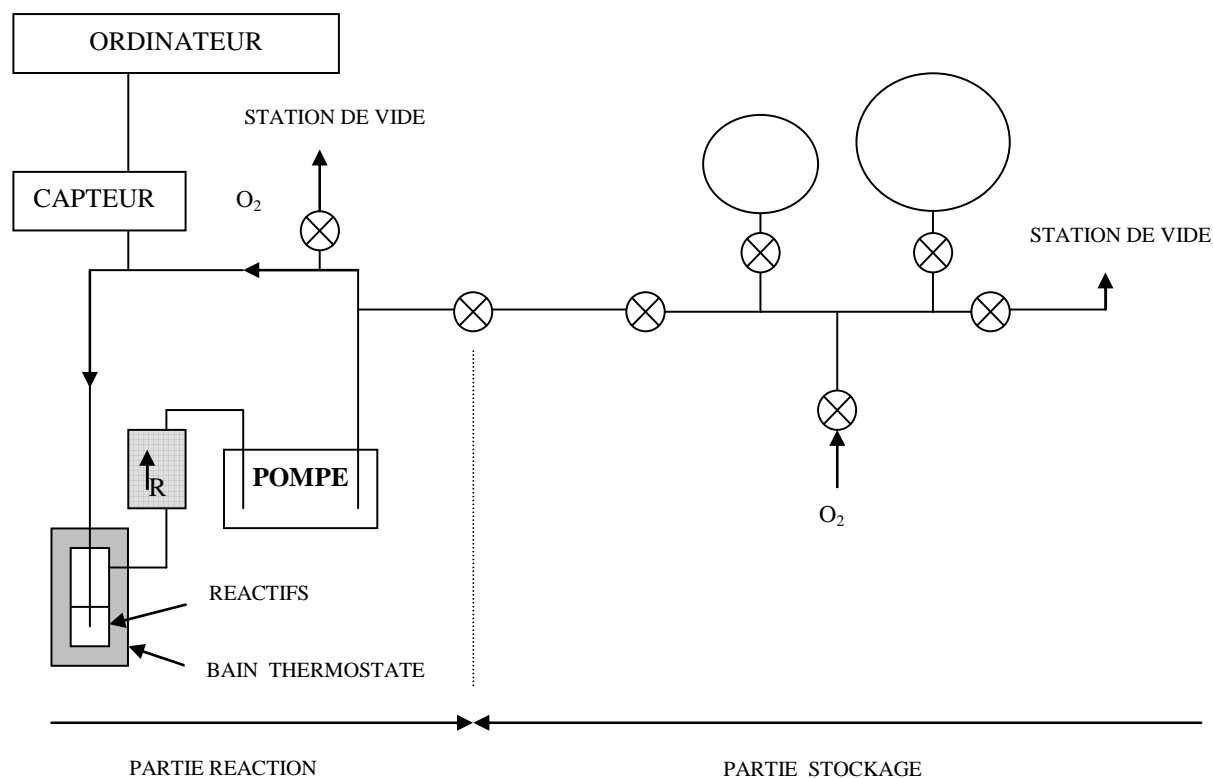 ORDINATEUR
STATION DE VIDE
CAPTEUR
O₂
STATION DE VIDE
R
POMPE
O₂
REACTIFS
BAIN THERMOSTATE
PARTIE REACTION
PARTIE STOCKAGE